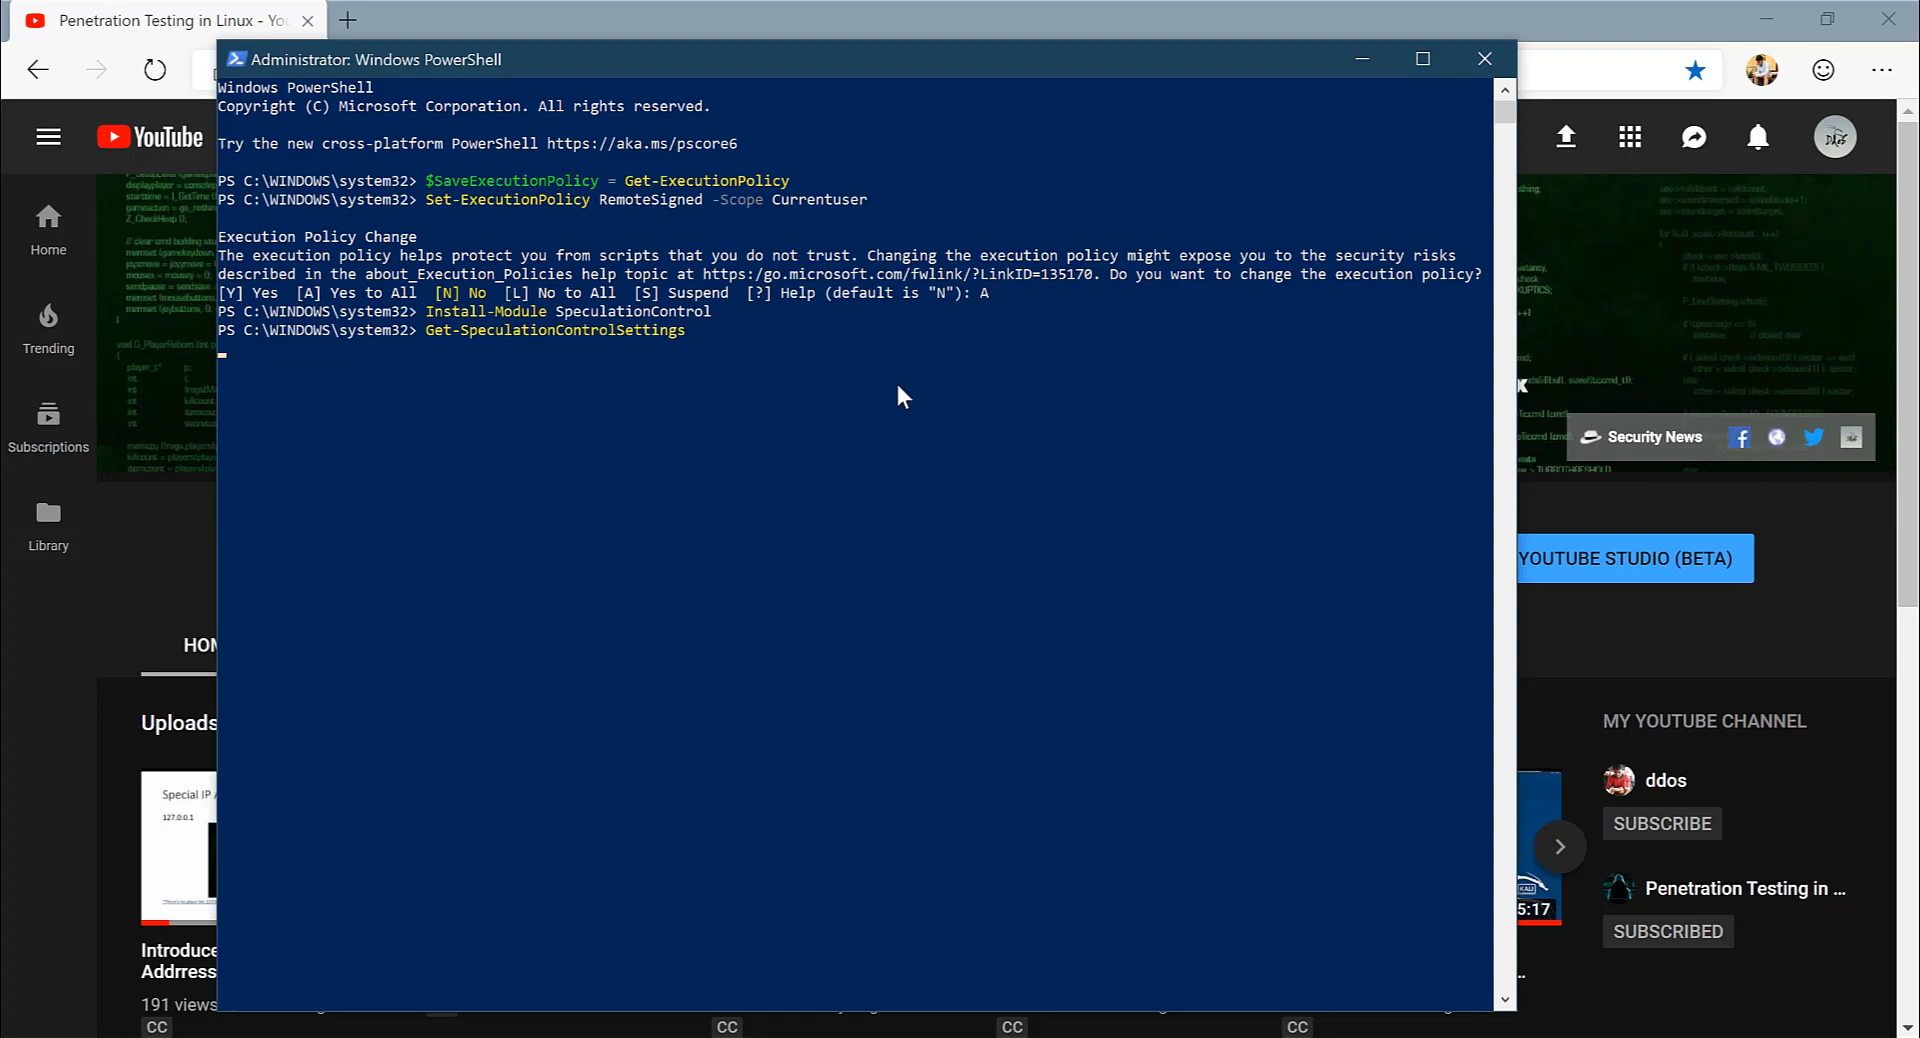 Penetration Testing in Linux - You
Administrator: Windows PowerShell
Windows PowerShell
Copyright (C) Microsoft Corporation. All rights reserved.
Try the new cross-platform PowerShell https://aka.ms/pscore6
PS C:\WINDOWS\system32> $SaveExecutionPolicy = Get-ExecutionPolicy
PS C:\WINDOWS\system32> Set-ExecutionPolicy RemoteSigned -Scope Currentuser
Execution Policy Change
The execution policy helps protect you from scripts that you do not trust. Changing the execution policy might expose you to the security risks
described in the about_Execution_Policies help topic at https:/go.microsoft.com/fwlink/?LinkID=135170. Do you want to change the execution policy?
[Y] Yes  [A] Yes to All  [N] No  [L] No to All  [S] Suspend  [?] Help (default is "N"): A
PS C:\WINDOWS\system32> Install-Module SpeculationControl
PS C:\WINDOWS\system32> Get-SpeculationControlSettings
YouTube
Home
Trending
Subscriptions
Library
Security News
YOUTUBE STUDIO (BETA)
HOM
Uploads
Special IP
127.0.0.1
Introduce
Addrress
191 views
CC
CC
CC
CC
KALI
5:17
MY YOUTUBE CHANNEL
ddos
SUBSCRIBE
Penetration Testing in ...
SUBSCRIBED